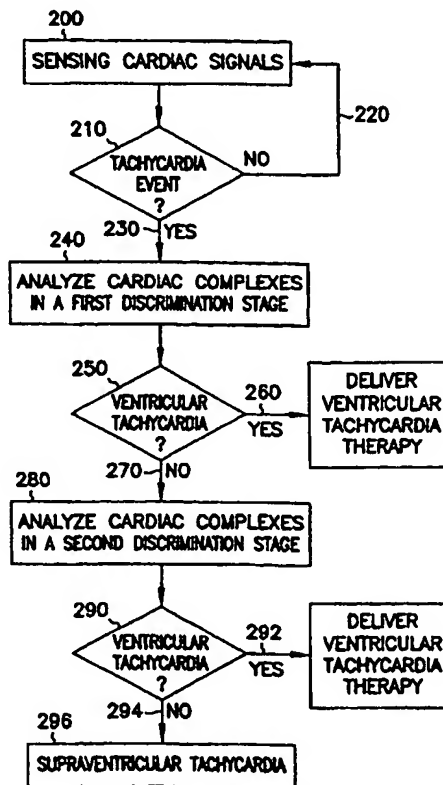 200
SENSING CARDIAC SIGNALS
220
210
TACHYCARDIA
EVENT
?
NO
230
YES
240
ANALYZE CARDIAC COMPLEXES
IN A FIRST DISCRIMINATION STAGE
250
VENTRICULAR
TACHYCARDIA
?
260
YES
DELIVER
VENTRICULAR
TACHYCARDIA
THERAPY
270
NO
280
ANALYZE CARDIAC COMPLEXES
IN A SECOND DISCRIMINATION STAGE
290
VENTRICULAR
TACHYCARDIA
?
292
YES
DELIVER
VENTRICULAR
TACHYCARDIA
THERAPY
294
NO
296
SUPRAVENTRICULAR TACHYCARDIA